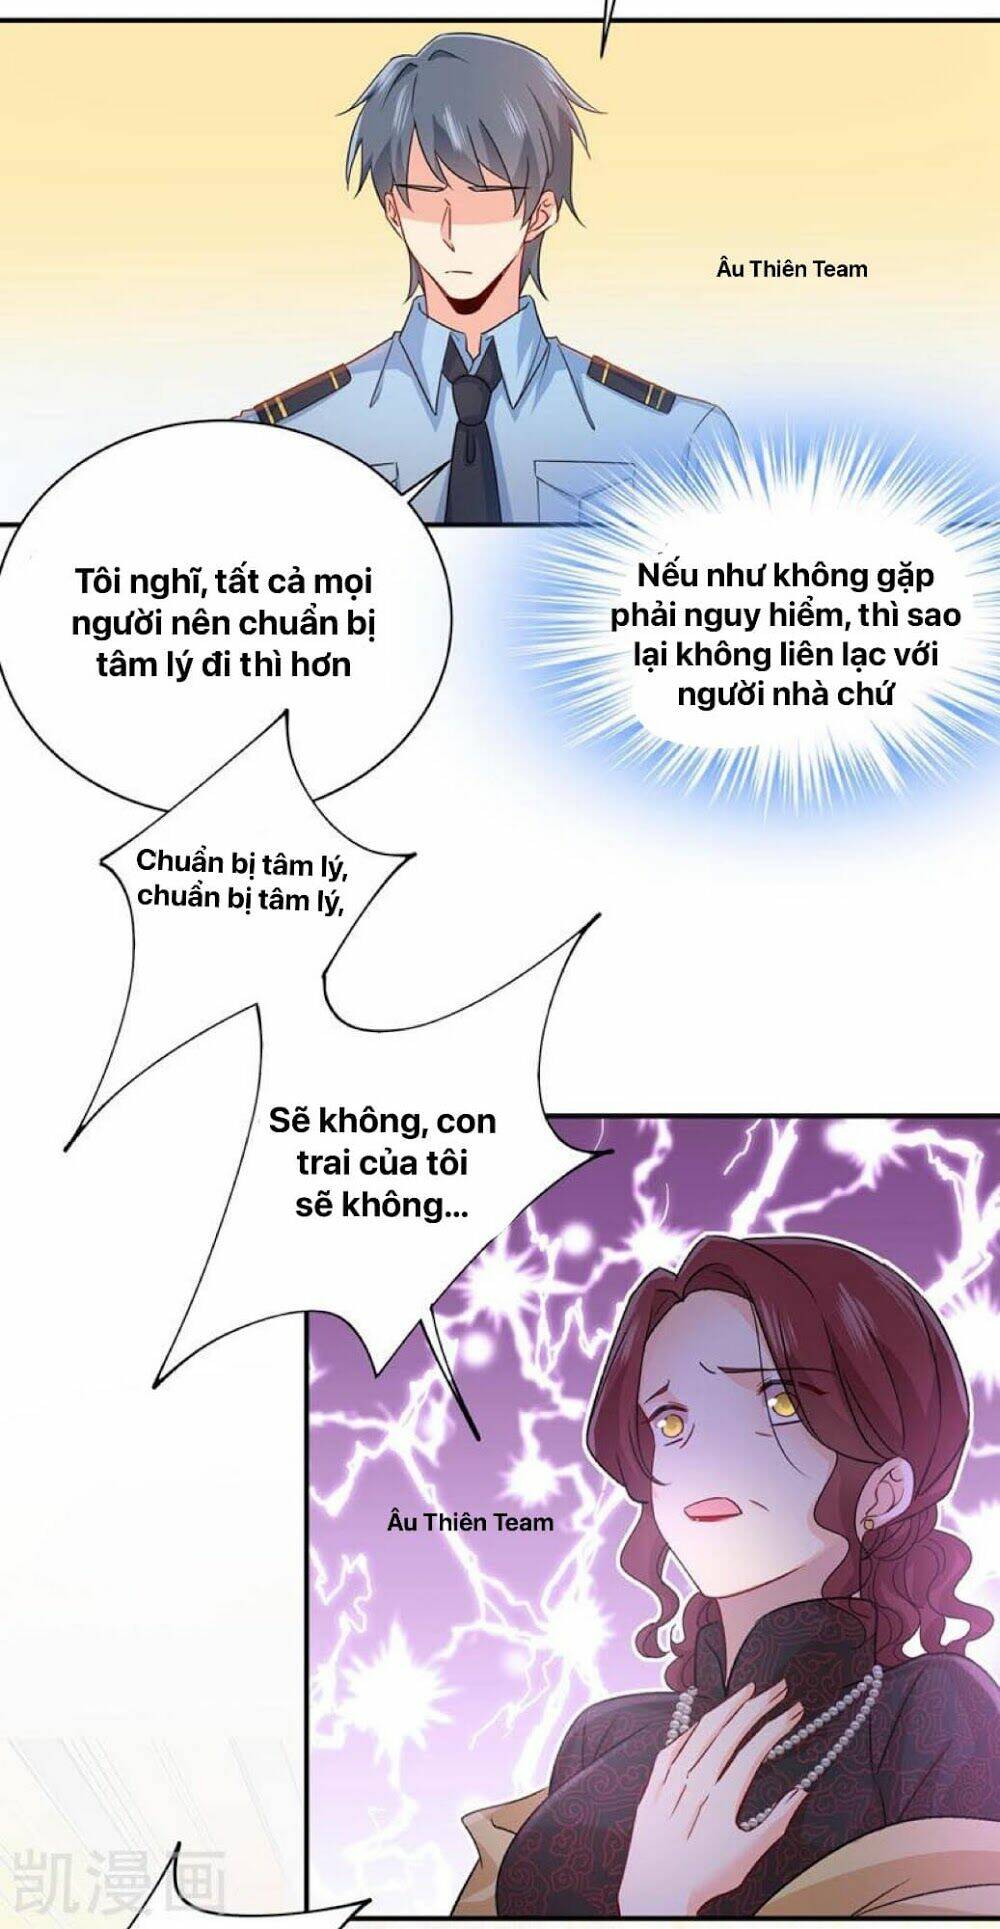 Âu Thiên Team
Tôi nghĩ, tất cả mọi
người nên chuẩn bị
tâm lý đi thì hơn
Nếu như không gặp
phải nguy hiểm, thì sao
lại không liên lạc với
người nhà chứ
Chuẩn bị tâm lý,
chuẩn bị tâm lý,
Sẽ không, con
trai của tôi
sẽ không...
Âu Thiên Team
凯漫画